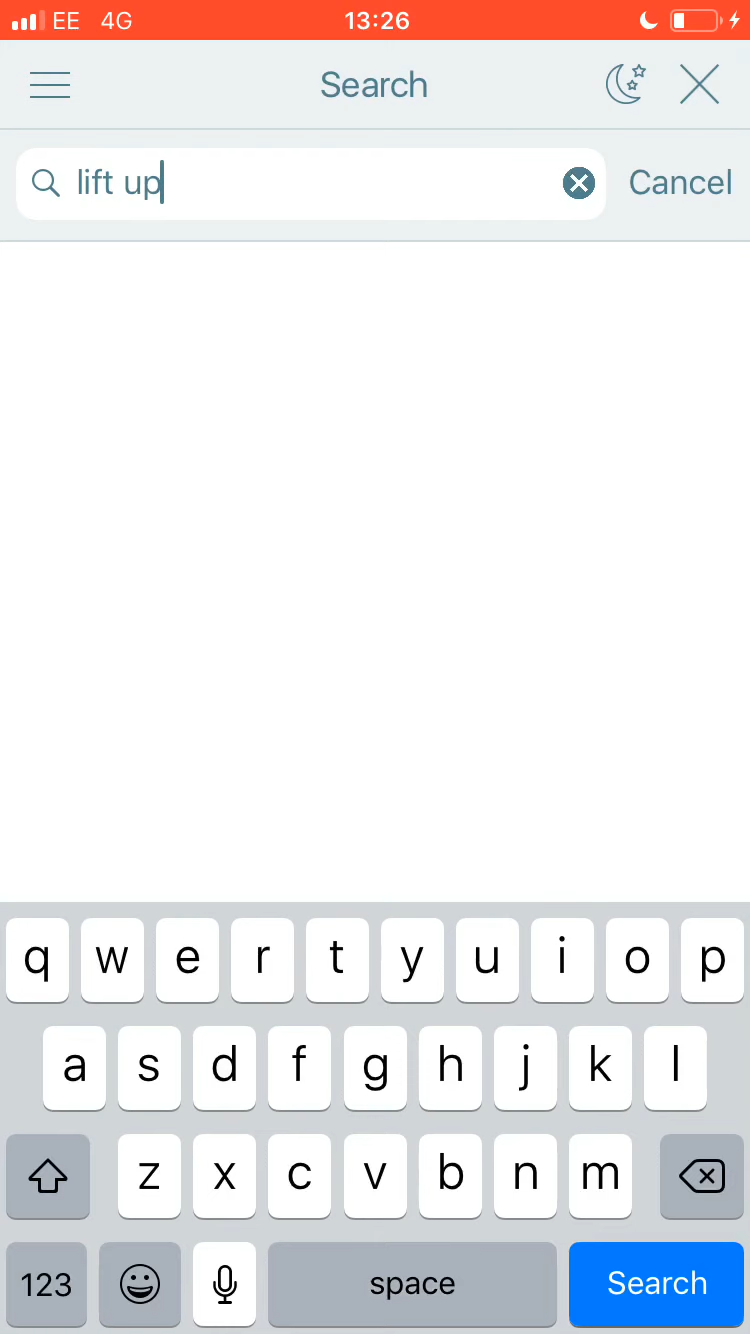 EE 4G 13:26
Search
lift up Cancel
q w e r t y u i o p
a s d f g h j k l
z x c v b n m
123 space Search